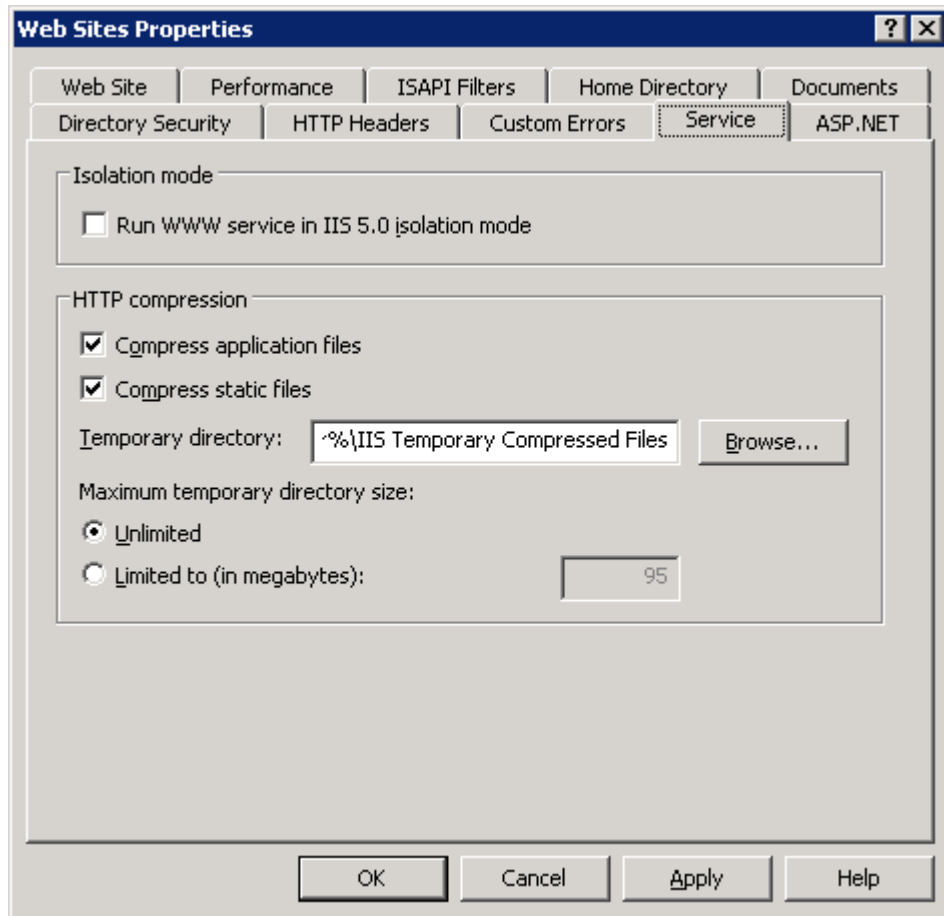 Web Sites Properties
Web Site Performance ISAPI Filters Home Directory Documents
Directory Security HTTP Headers Custom Errors Service ASP.NET
Isolation mode
Run WWW service in IIS 5.0 isolation mode
HTTP compression
Compress application files
Compress static files
Temporary directory: %\IIS Temporary Compressed Files Browse...
Maximum temporary directory size:
Unlimited
Limited to (in megabytes): 95
OK Cancel Apply Help